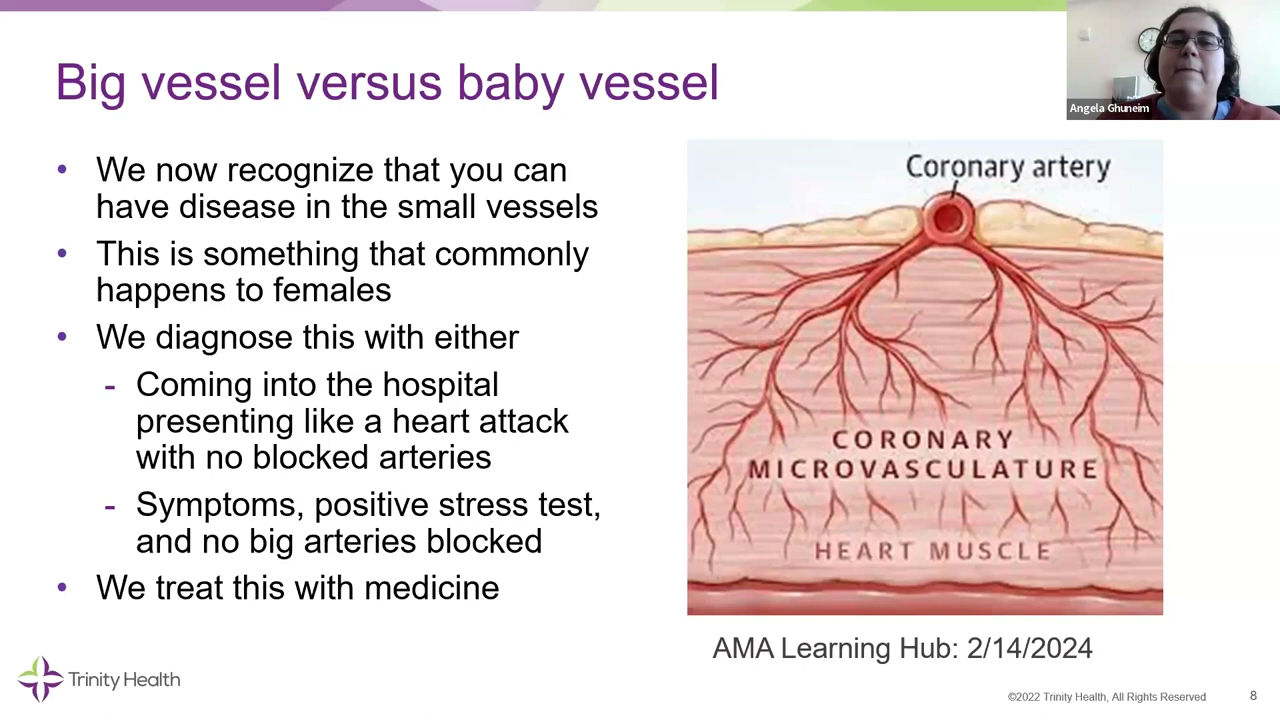 Big vessel versus baby vessel
Angela Ghuneim
• We now recognize that you can
have disease in the small vessels
• This is something that commonly
happens to females
• We diagnose this with either
- Coming into the hospital
presenting like a heart attack
with no blocked arteries
- Symptoms, positive stress test,
and no big arteries blocked
• We treat this with medicine
Coronary artery
CORONARY
MICROVASCULATURE
HEART MUSCLE
AMA Learning Hub: 2/14/2024
Trinity Health
©2022 Trinity Health, All Rights Reserved
8